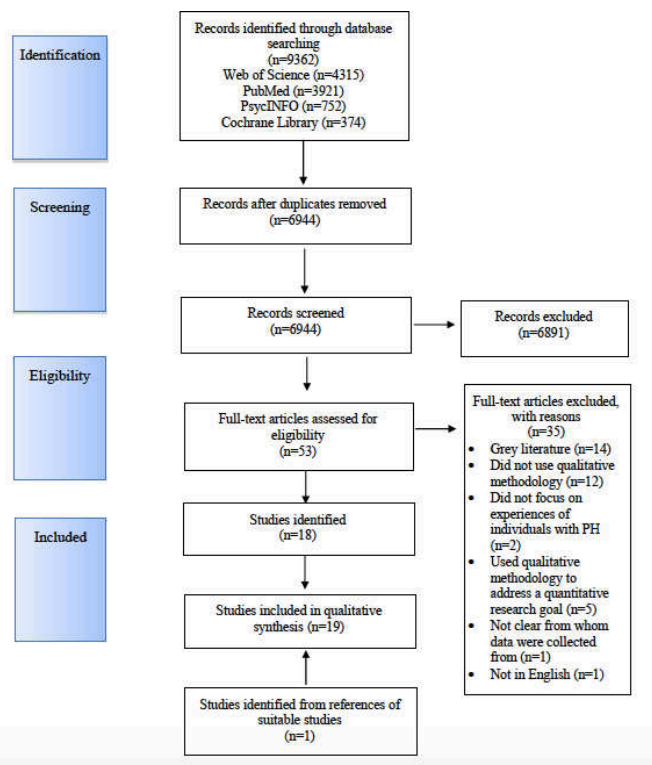 Identification
Records identified through database
searching
(n=9362)
Web of Science (n=4315)
PubMed (n=3921)
PsycINFO (n=752)
Cochrane Library (n=374)
Screening
Records after duplicates removed
(n=6944)
Records screened
(n=6944)
Records excluded
(n=6891)
Eligibility
Full-text articles assessed for
eligibility
(n=53)
Full-text articles excluded,
with reasons
(n=35)
• Grey literature (n=14)
• Did not use qualitative
methodology (n=12)
• Did not focus on
experiences of
individuals with PH
(n=2)
• Used qualitative
methodology to
address a quantitative
research goal (n=5)
• Not clear from whom
data were collected
from (n=1)
• Not in English (n=1)
Studies identified
(n=18)
Included
Studies included in qualitative
synthesis (n=19)
Studies identified from references of
suitable studies
(n=1)